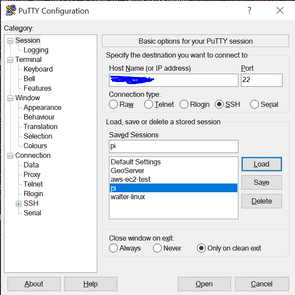 PuTTY Configuration
?
Category:
Session
Logging
Terminal
Keyboard
Bell
Features
Window
Appearance
Behaviour
Translation
Selection
Colours
Connection
Data
Proxy
Telnet
Rlogin
SSH
Serial
Basic options for your PuTTY session
Specify the destination you want to connect to
Host Name (or IP address) Port
22
Connection type:
Raw Telnet Rlogin SSH Serial
Load, save or delete a stored session
Saved Sessions
pi
Default Settings
GeoServer
aws-ec2-test
pi
walter-linux
Load
Save
Delete
Close window on exit:
Always Never Only on clean exit
About Help Open Cancel